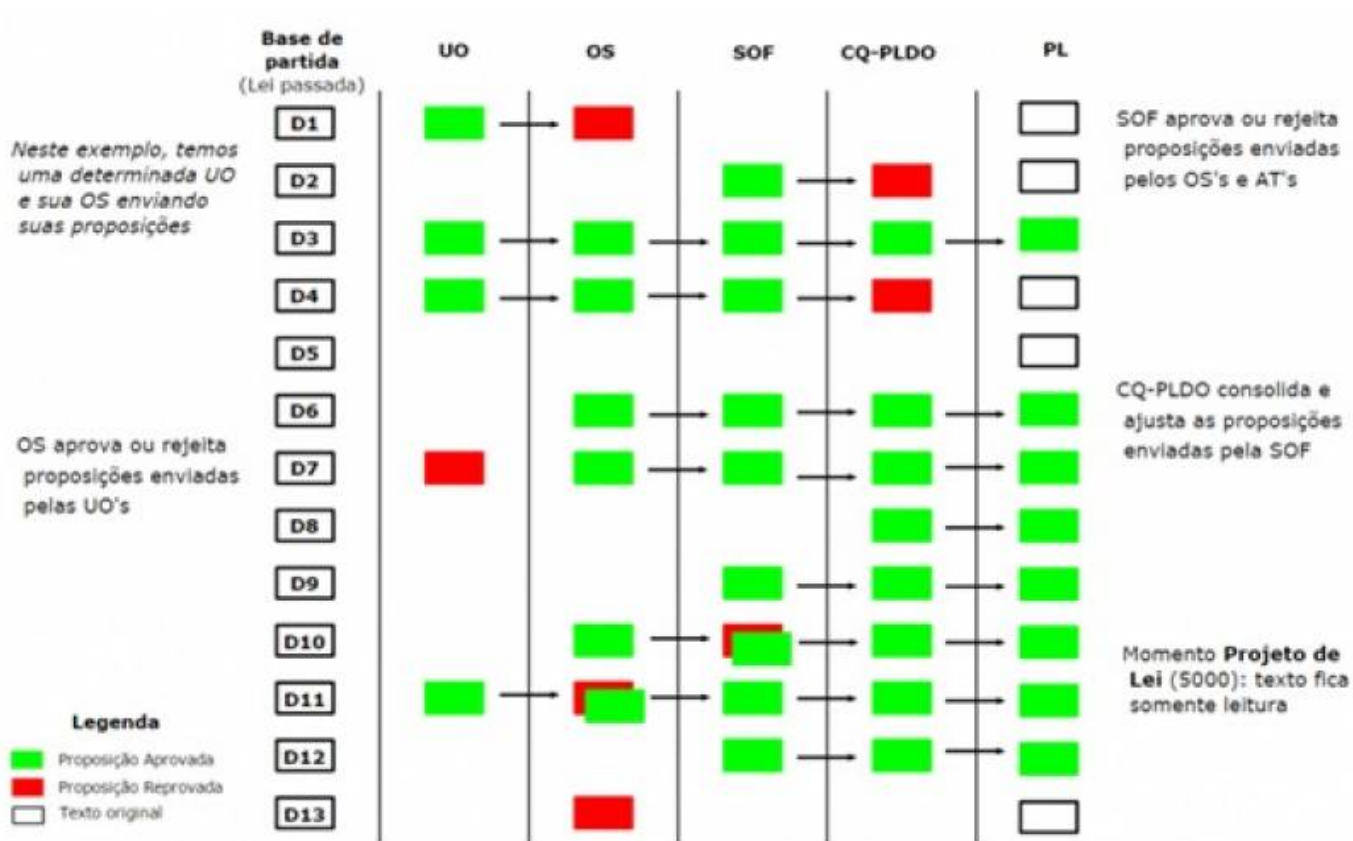 Base de
partida
(Lei passada)
UO
OS
SOF
CQ-PLDO
PL
Neste exemplo, temos
uma determinada UO
e sua OS enviando
suas proposições
OS aprova ou rejeita
proposições enviadas
pelas UO's
D1
D2
D3
D4
D5
D6
D7
D8
D9
D10
D11
D12
D13
SOF aprova ou rejeita
proposições enviadas
pelos OS's e AT's
CQ-PLDO consolida e
ajusta as proposições
enviadas pela SOF
Momento Projeto de
Lei (5000): texto fica
somente leitura
Legenda
Proposição Aprovada
Proposição Reprovada
Texto original